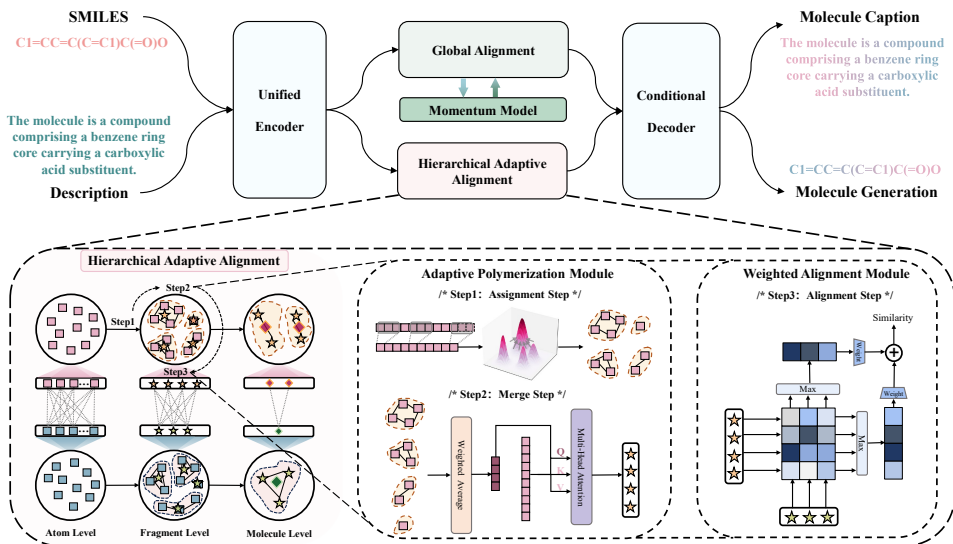 SMILES
C1=CC=C(C=C1)C(=O)O
The molecule is a compound
comprising a benzene ring
core carrying a carboxylic
acid substituent.
Description
Unified
Encoder
Global Alignment
Momentum Model
Hierarchical Adaptive
Alignment
Conditional
Decoder
Molecule Caption
The molecule is a compound
comprising a benzene ring
core carrying a carboxylic
acid substituent.
C1=CC=C(C=C1)C(=O)O
Molecule Generation
Hierarchical Adaptive Alignment
Step2
Step1
Step3
Atom Level
Fragment Level
Molecule Level
Adaptive Polymerization Module
/* Step1: Assignment Step */
/* Step2: Merge Step */
Weighted Average
Q
K
V
Multi-Head Attention
Weighted Alignment Module
/* Step3: Alignment Step */
Similarity
Weight
Max
Weight
Max